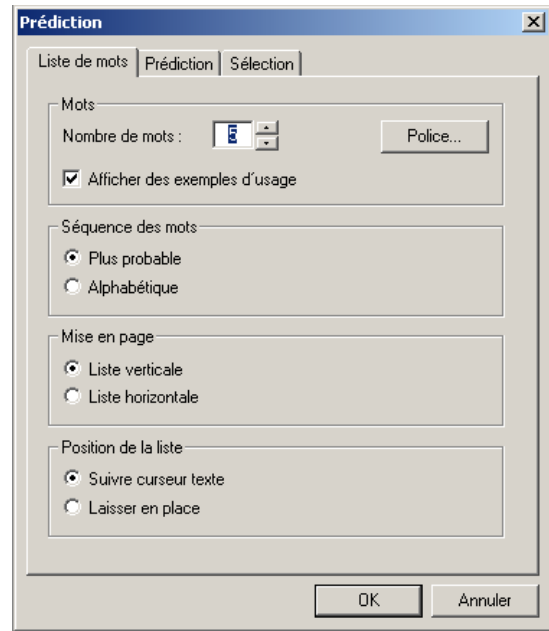 Prédiction
Liste de mots Prédiction Sélection
Mots
Nombre de mots : 5 Police...
Afficher des exemples d´usage
Séquence des mots
Plus probable
Alphabétique
Mise en page
Liste verticale
Liste horizontale
Position de la liste
Suivre curseur texte
Laisser en place
OK Annuler